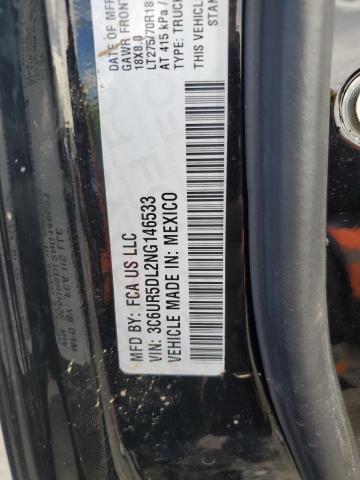 DATE OF MFR
GAWR FRONT
18X8.0
LT275/70R18
AT 415 kPa /
TYPE: TRUCK
THIS VEHICLE
STAN
MFD BY: FCA US LLC
VIN: 3C6UR5DL2NG146533
VEHICLE MADE IN: MEXICO